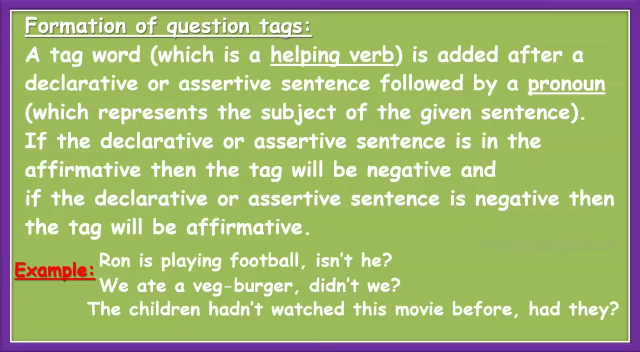 Formation of question tags:
A tag word (which is a helping verb) is added after a
declarative or assertive sentence followed by a pronoun
(which represents the subject of the given sentence).
If the declarative or assertive sentence is in the
affirmative then the tag will be negative and
if the declarative or assertive sentence is negative then
the tag will be affirmative.
Example: Ron is playing football, isn't he?
We ate a veg-burger, didn't we?
The children hadn't watched this movie before, had they?